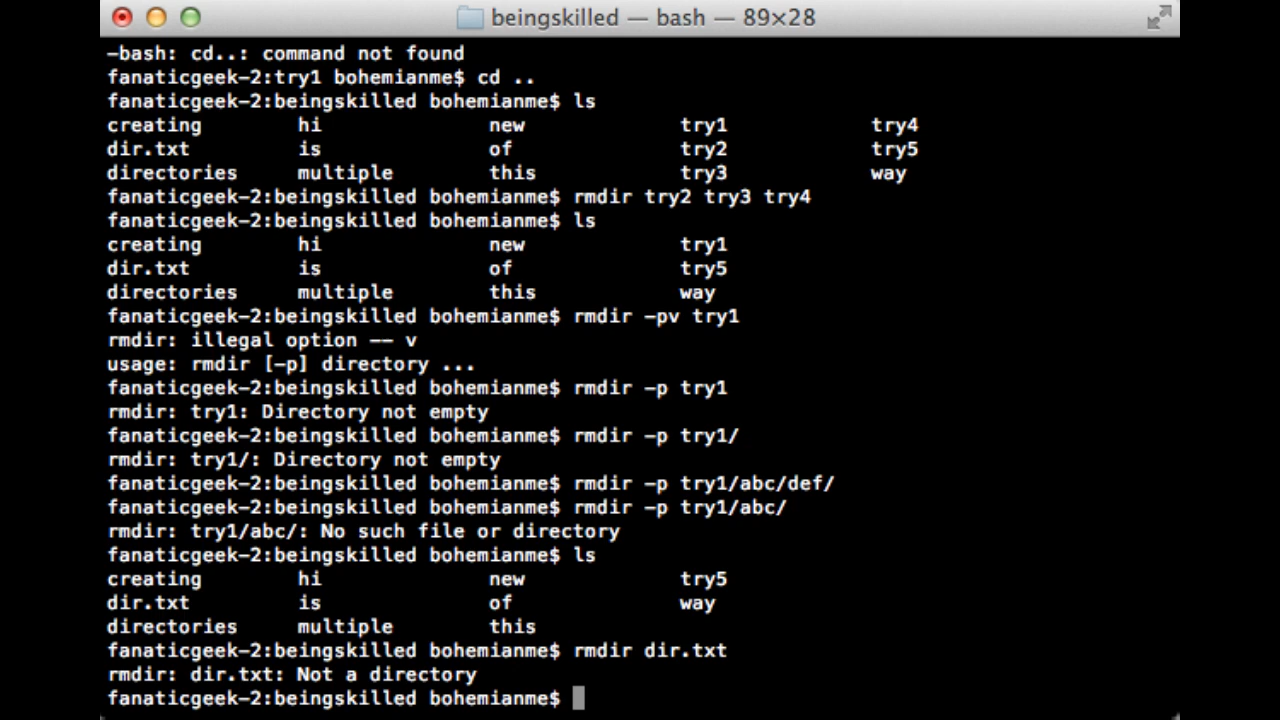 beingskilled — bash — 89×28
-bash: cd..: command not found
fanaticgeek-2:try1 bohemianme$ cd ..
fanaticgeek-2:beingskilled bohemianme$ ls
creating hi new try1 try4
dir.txt is of try2 try5
directories multiple this try3 way
fanaticgeek-2:beingskilled bohemianme$ rmdir try2 try3 try4
fanaticgeek-2:beingskilled bohemianme$ ls
creating hi new try1
dir.txt is of try5
directories multiple this way
fanaticgeek-2:beingskilled bohemianme$ rmdir -pv try1
rmdir: illegal option -- v
usage: rmdir [-p] directory ...
fanaticgeek-2:beingskilled bohemianme$ rmdir -p try1
rmdir: try1: Directory not empty
fanaticgeek-2:beingskilled bohemianme$ rmdir -p try1/
rmdir: try1/: Directory not empty
fanaticgeek-2:beingskilled bohemianme$ rmdir -p try1/abc/def/
fanaticgeek-2:beingskilled bohemianme$ rmdir -p try1/abc/
rmdir: try1/abc/: No such file or directory
fanaticgeek-2:beingskilled bohemianme$ ls
creating hi new try5
dir.txt is of way
directories multiple this
fanaticgeek-2:beingskilled bohemianme$ rmdir dir.txt
rmdir: dir.txt: Not a directory
fanaticgeek-2:beingskilled bohemianme$